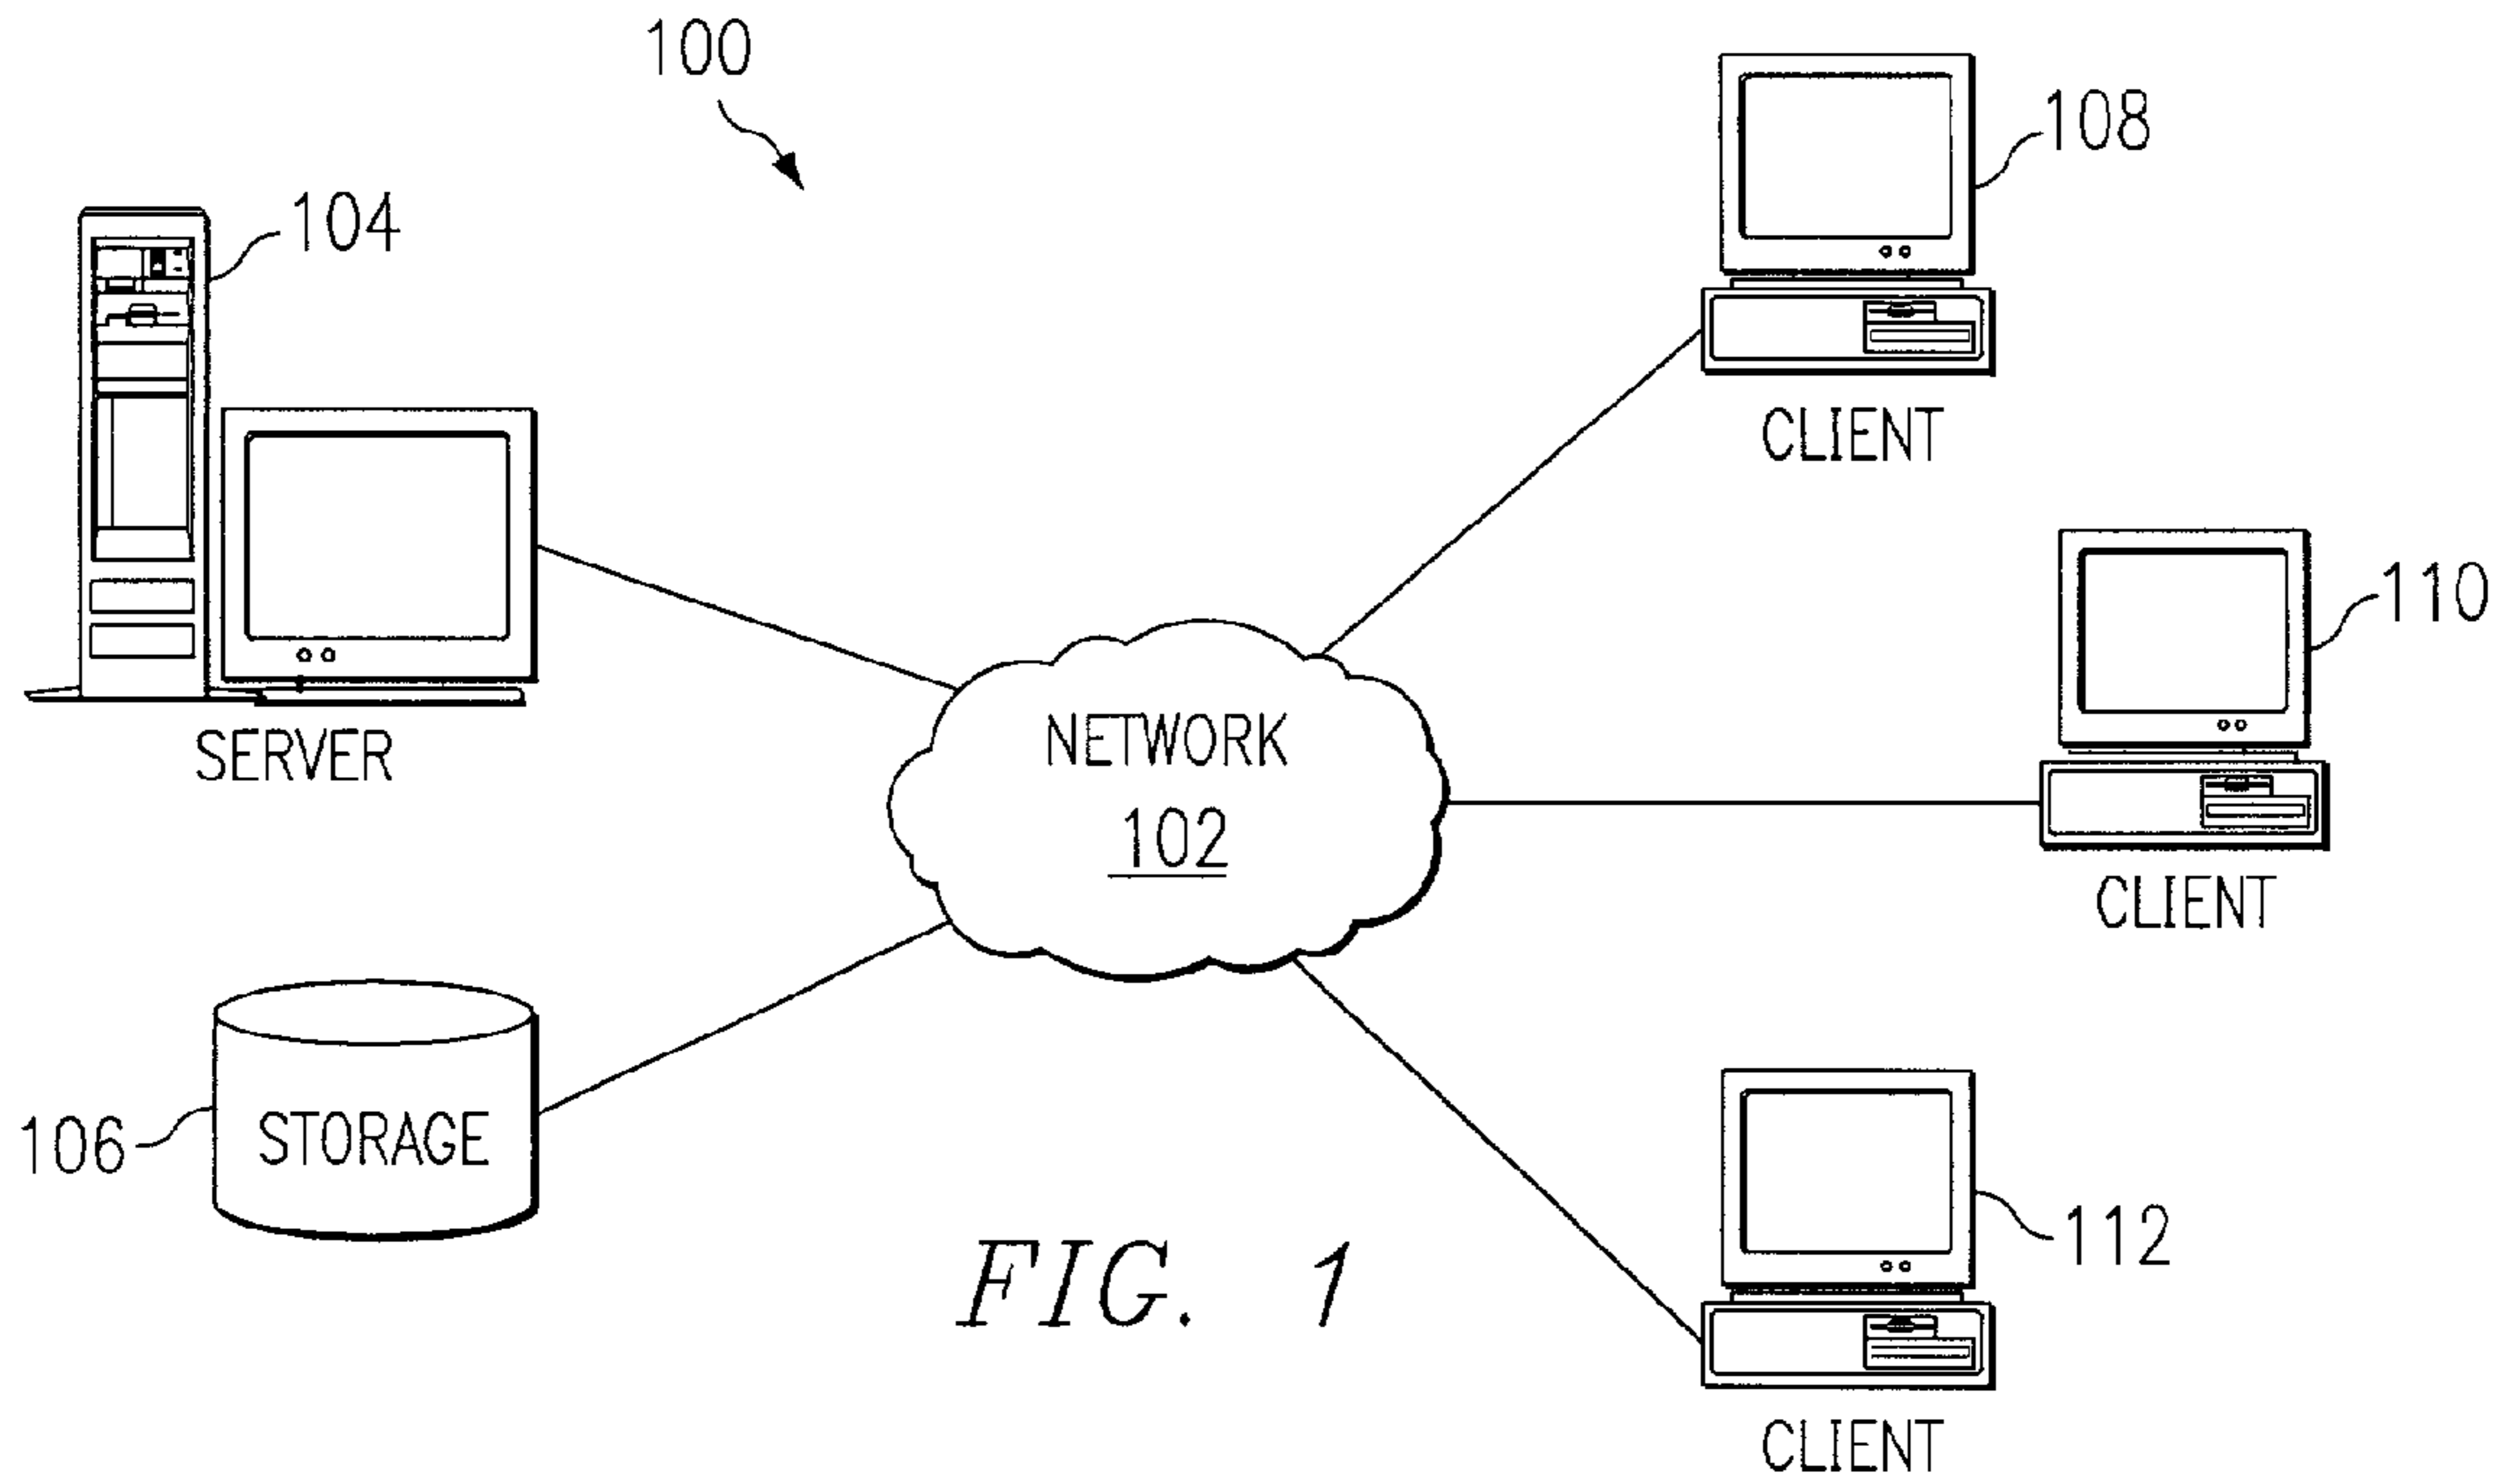 100
108
104
CLIENT
110
SERVER
NETWORK
102
CLIENT
106
STORAGE
112
FIG. 1
CLIENT